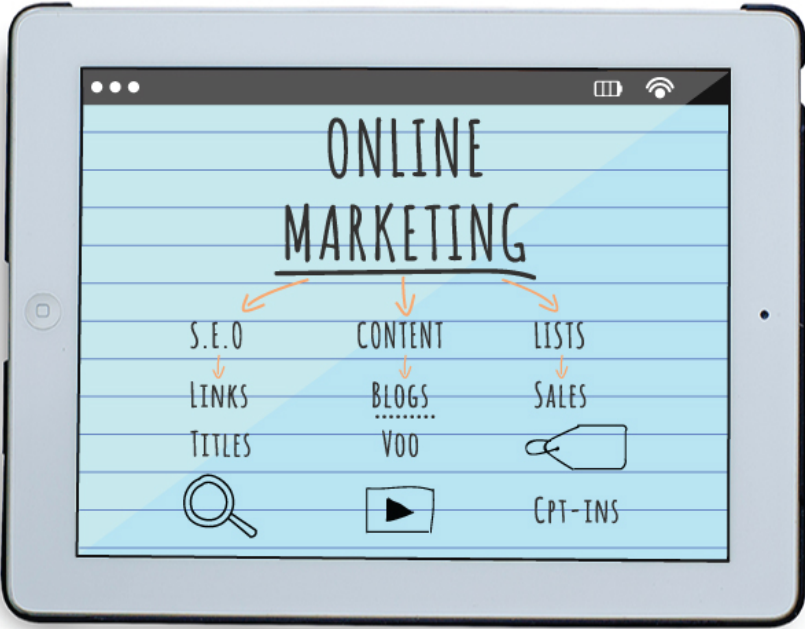 ONLINE
MARKETING
S.E.O
CONTENT
LISTS
LINKS
BLOGS
SALES
TITLES
VOO
CPT-INS